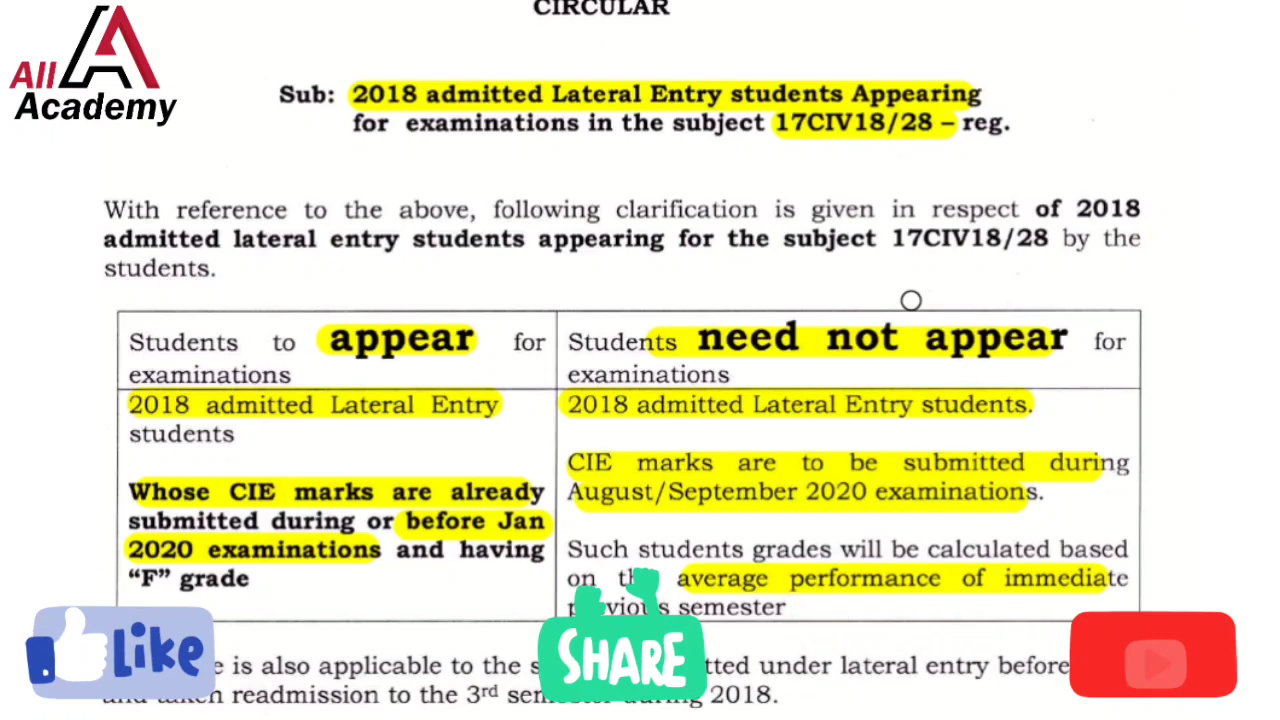 CIRCULAR
All
Academy
Sub: 2018 admitted Lateral Entry students Appearing
for examinations in the subject 17CIV18/28 – reg.
With reference to the above, following clarification is given in respect of 2018
admitted lateral entry students appearing for the subject 17CIV18/28 by the
students.
Students to appear for
examinations
Students need not appear for
examinations
2018 admitted Lateral Entry
students
Whose CIE marks are already
submitted during or before Jan
2020 examinations and having
“F” grade
2018 admitted Lateral Entry students.
CIE marks are to be submitted during
August/September 2020 examinations.
Such students grades will be calculated based
on average performance of immediate
semester
is also applicable to the under lateral entry before
readmission to the 3rd during 2018.
Like
SHARE